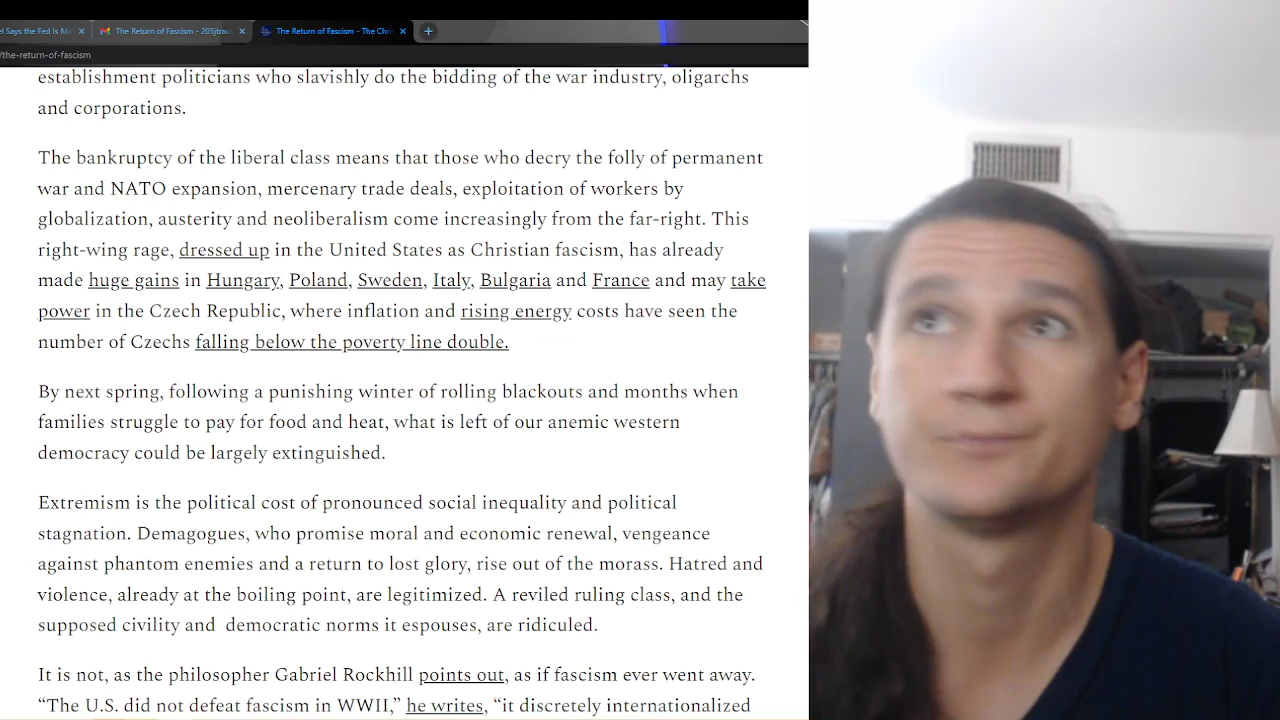 el Says the Fed Is M
The Return of Fascism - 205jtrau
The Return of Fascism - The Chri
/the-return-of-fascism
establishment politicians who slavishly do the bidding of the war industry, oligarchs
and corporations.
The bankruptcy of the liberal class means that those who decry the folly of permanent
war and NATO expansion, mercenary trade deals, exploitation of workers by
globalization, austerity and neoliberalism come increasingly from the far-right. This
right-wing rage, dressed up in the United States as Christian fascism, has already
made huge gains in Hungary, Poland, Sweden, Italy, Bulgaria and France and may take
power in the Czech Republic, where inflation and rising energy costs have seen the
number of Czechs falling below the poverty line double.
By next spring, following a punishing winter of rolling blackouts and months when
families struggle to pay for food and heat, what is left of our anemic western
democracy could be largely extinguished.
Extremism is the political cost of pronounced social inequality and political
stagnation. Demagogues, who promise moral and economic renewal, vengeance
against phantom enemies and a return to lost glory, rise out of the morass. Hatred and
violence, already at the boiling point, are legitimized. A reviled ruling class, and the
supposed civility and  democratic norms it espouses, are ridiculed.
It is not, as the philosopher Gabriel Rockhill points out, as if fascism ever went away.
“The U.S. did not defeat fascism in WWII,” he writes, “it discretely internationalized